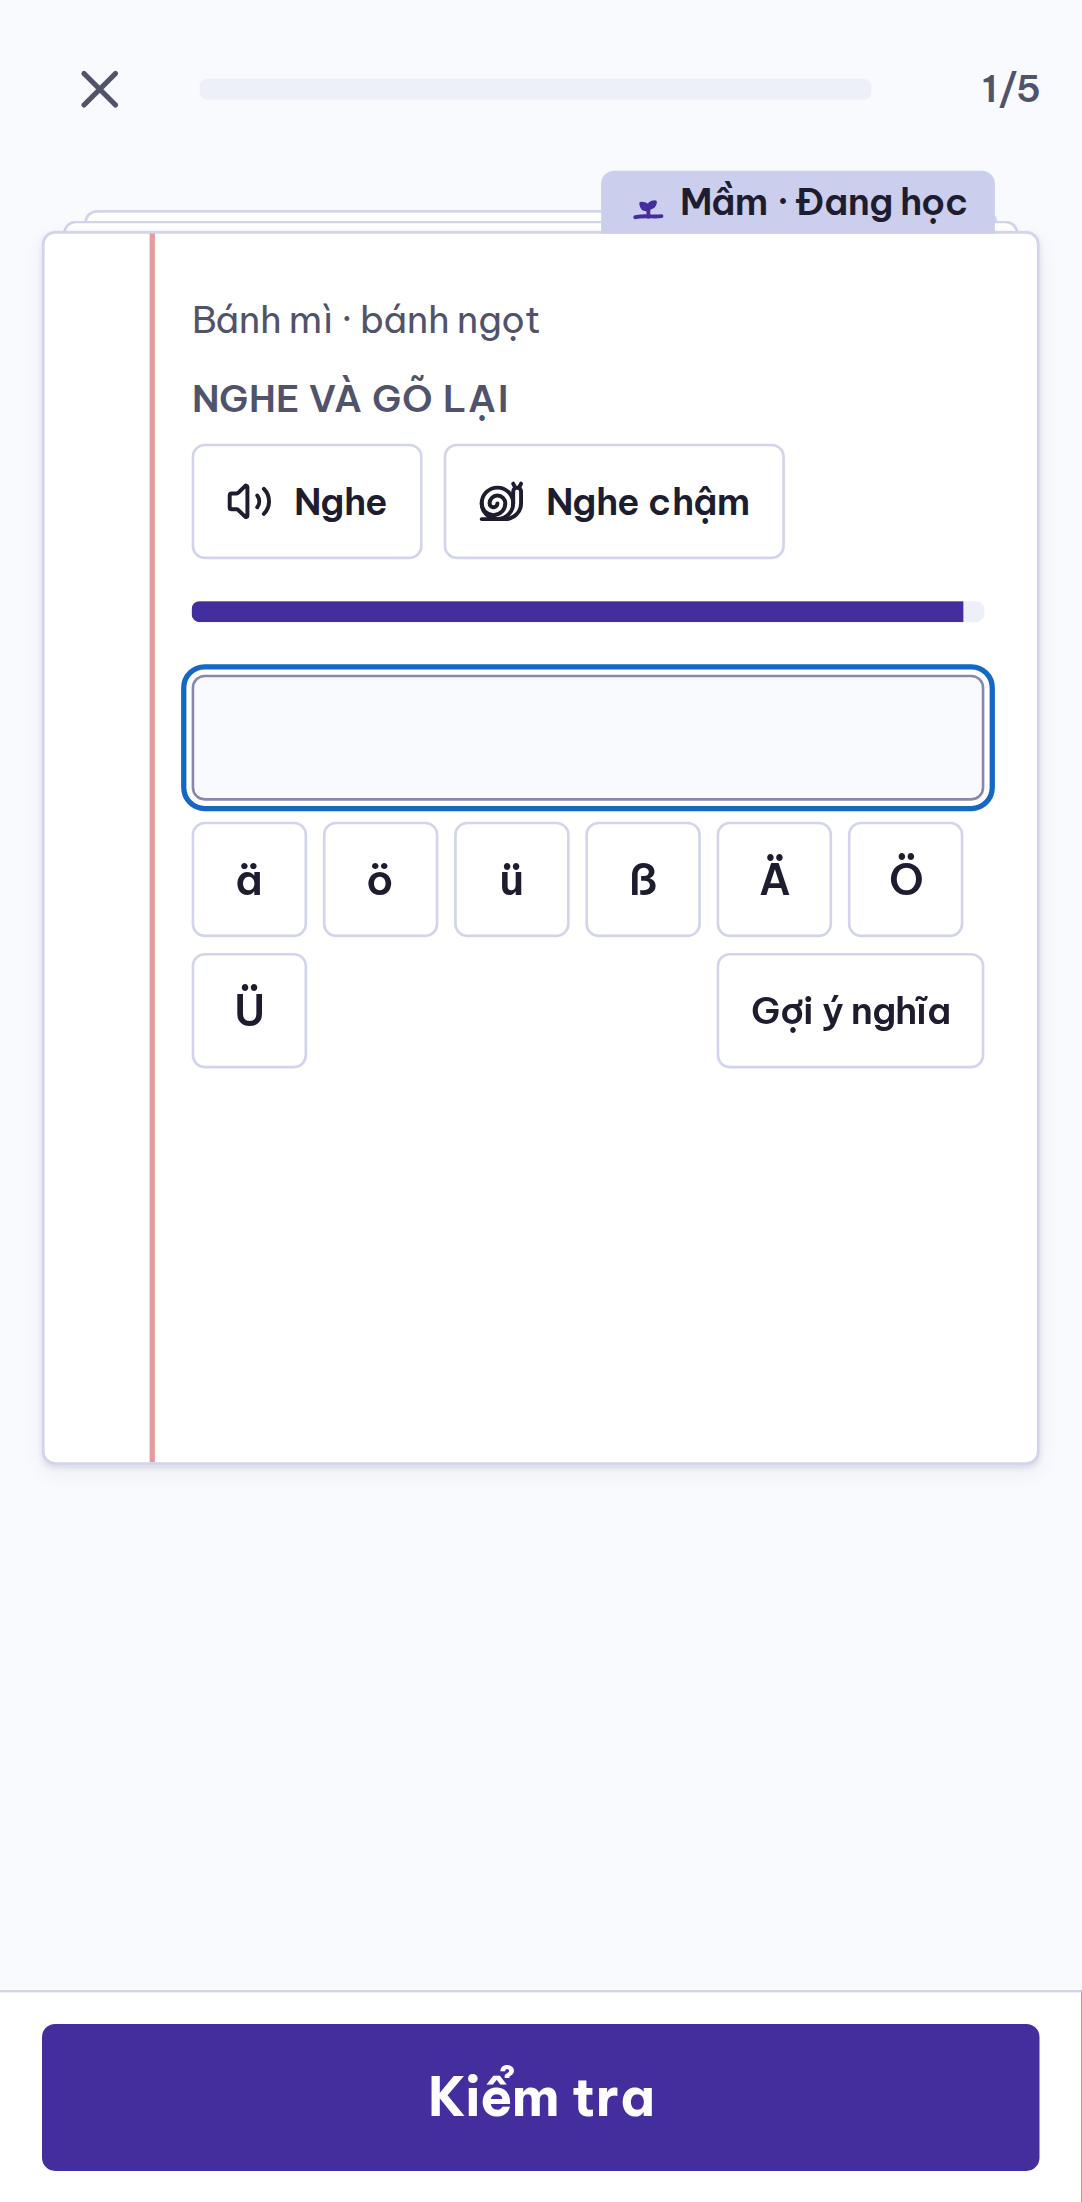 1/5
Mầm · Đang học
Bánh mì · bánh ngọt
NGHE VÀ GÕ LẠI
Nghe
Nghe chậm
ä ö ü ß Ä Ö
Ü
Gợi ý nghĩa
Kiểm tra